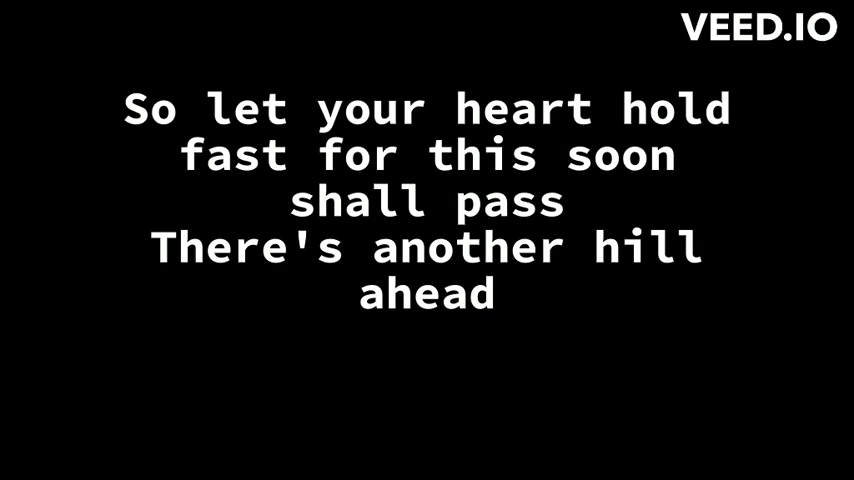 VEED.IO
So let your heart hold
fast for this soon
shall pass
There's another hill
ahead